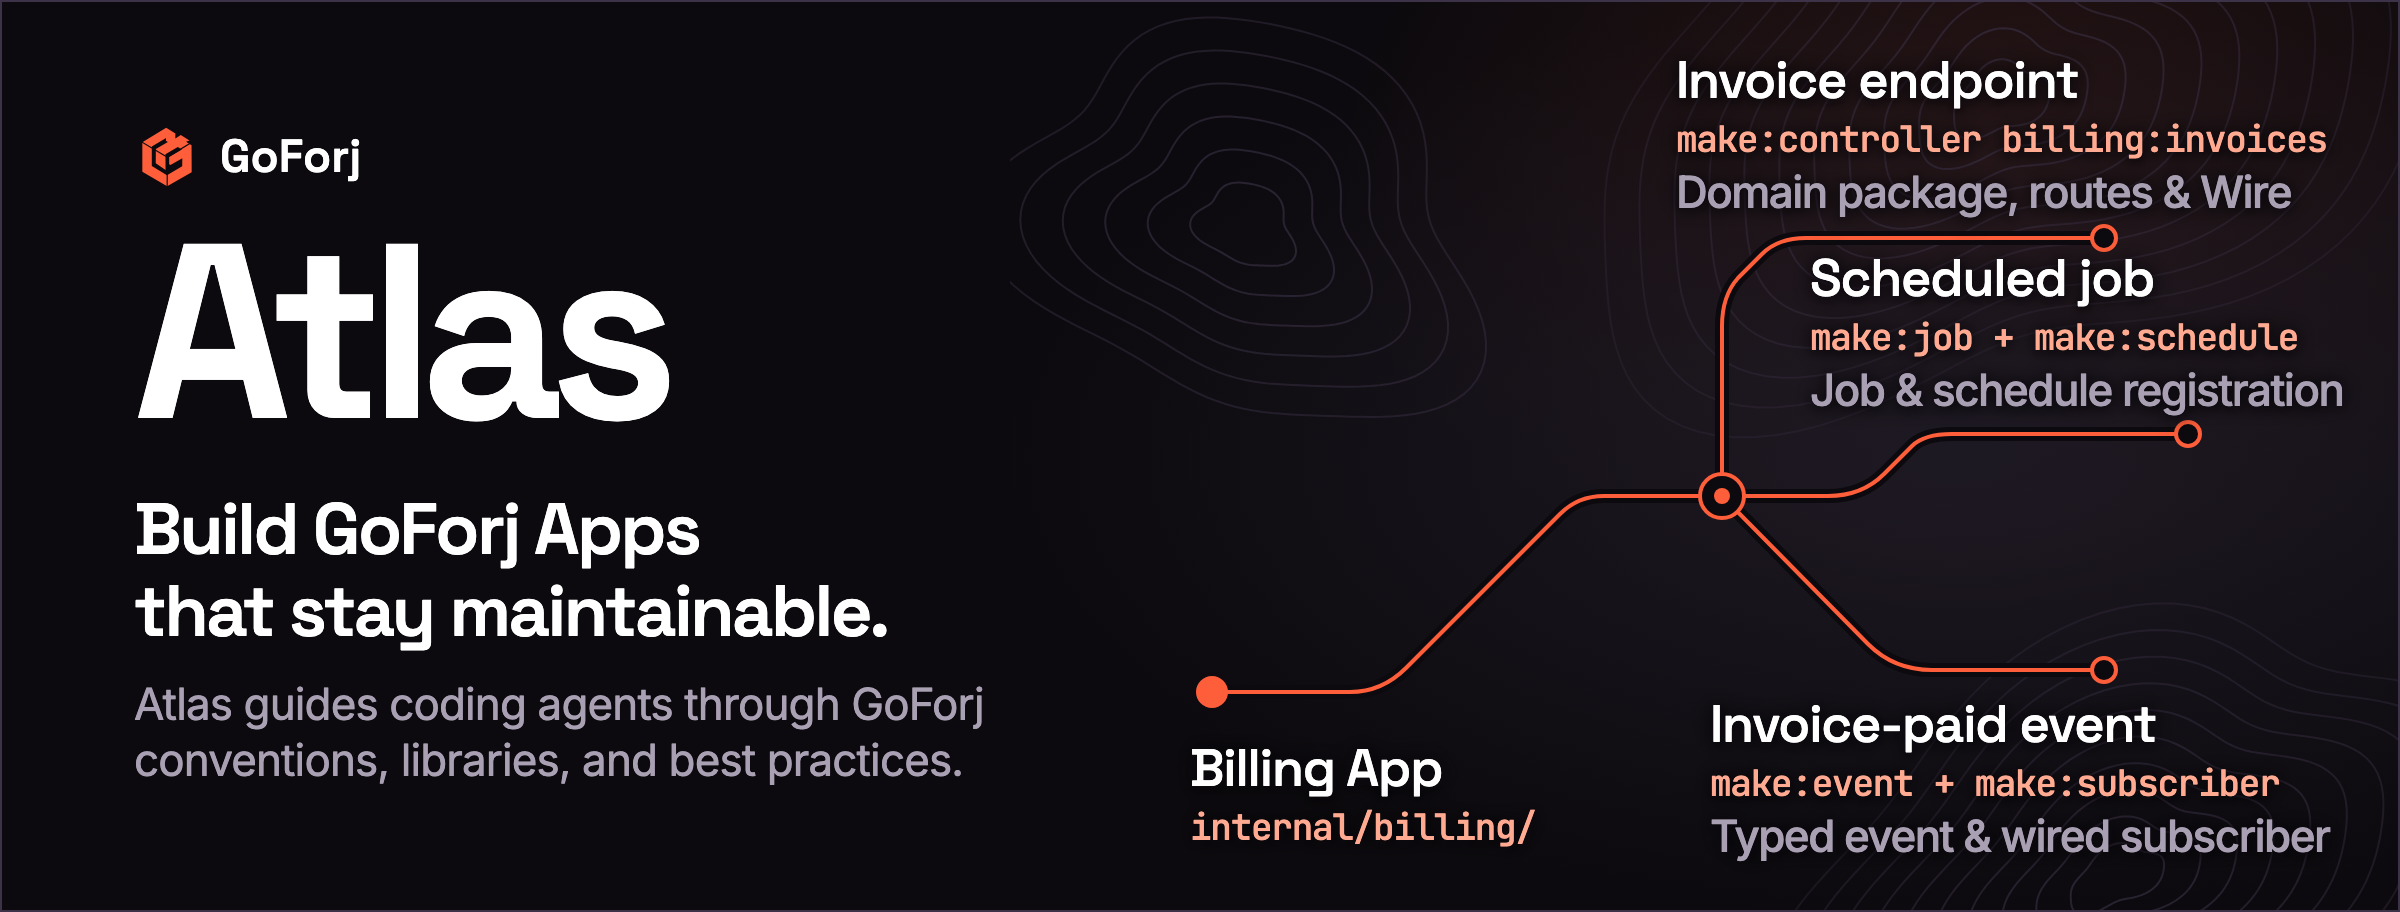 GoForj
Atlas
Build GoForj Apps
that stay maintainable.
Atlas guides coding agents through GoForj
conventions, libraries, and best practices.
Invoice endpoint
make:controller billing:invoices
Domain package, routes & Wire
Scheduled job
make:job + make:schedule
Job & schedule registration
Billing App
internal/billing/
Invoice-paid event
make:event + make:subscriber
Typed event & wired subscriber